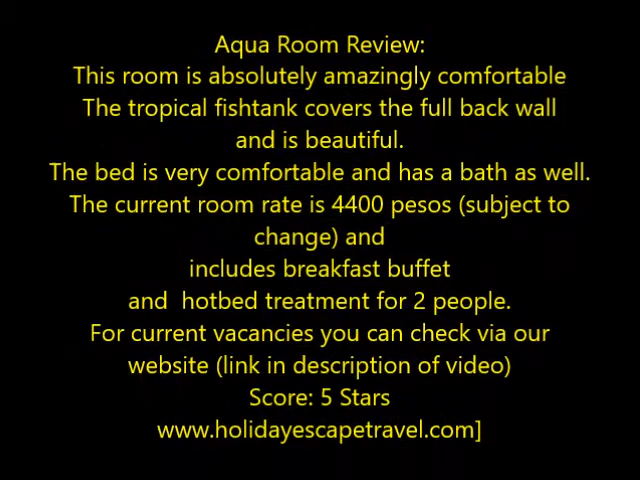 Aqua Room Review:
This room is absolutely amazingly comfortable
The tropical fishtank covers the full back wall
and is beautiful.
The bed is very comfortable and has a bath as well.
The current room rate is 4400 pesos (subject to
change) and
includes breakfast buffet
and  hotbed treatment for 2 people.
For current vacancies you can check via our
website (link in description of video)
Score: 5 Stars
www.holidayescapetravel.com]